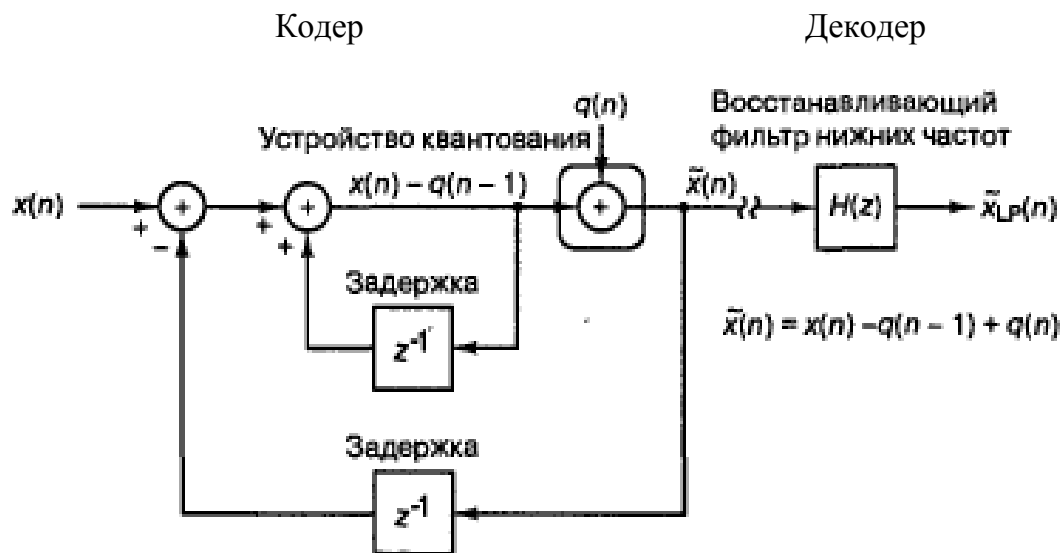 Кодер
Декодер
q(n)
Восстанавливающий
фильтр нижних частот
Устройство квантования
x(n)
+
−
+
+
+
+
x(n) – q(n – 1)
+
x̃(n)
H(z)
x̃LP(n)
Задержка
z⁻¹
x̃(n) = x(n) –q(n – 1) + q(n)
Задержка
z⁻¹